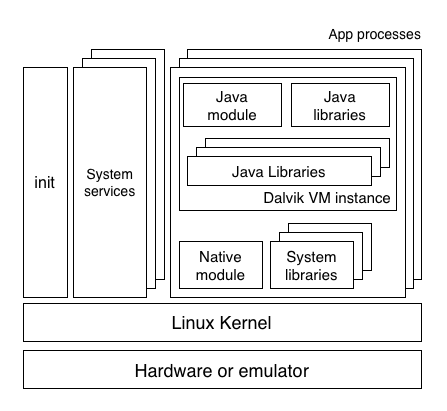 App processes
Java
module
Java
libraries
System
services
init
Java Libraries
Dalvik VM instance
Native
module
System
libraries
Linux Kernel
Hardware or emulator